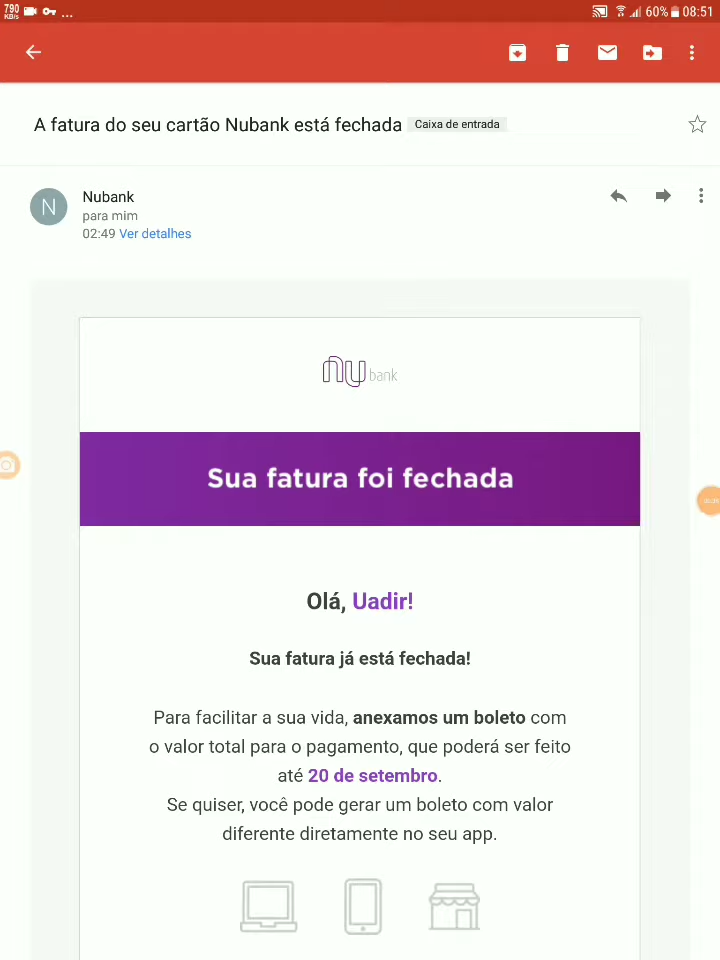 790
KB/s
...
60%
08:51
A fatura do seu cartão Nubank está fechada
Caixa de entrada
N
Nubank
para mim
02:49 Ver detalhes
nu bank
Sua fatura foi fechada
Olá, Uadir!
Sua fatura já está fechada!
Para facilitar a sua vida, anexamos um boleto com
o valor total para o pagamento, que poderá ser feito
até 20 de setembro.
Se quiser, você pode gerar um boleto com valor
diferente diretamente no seu app.